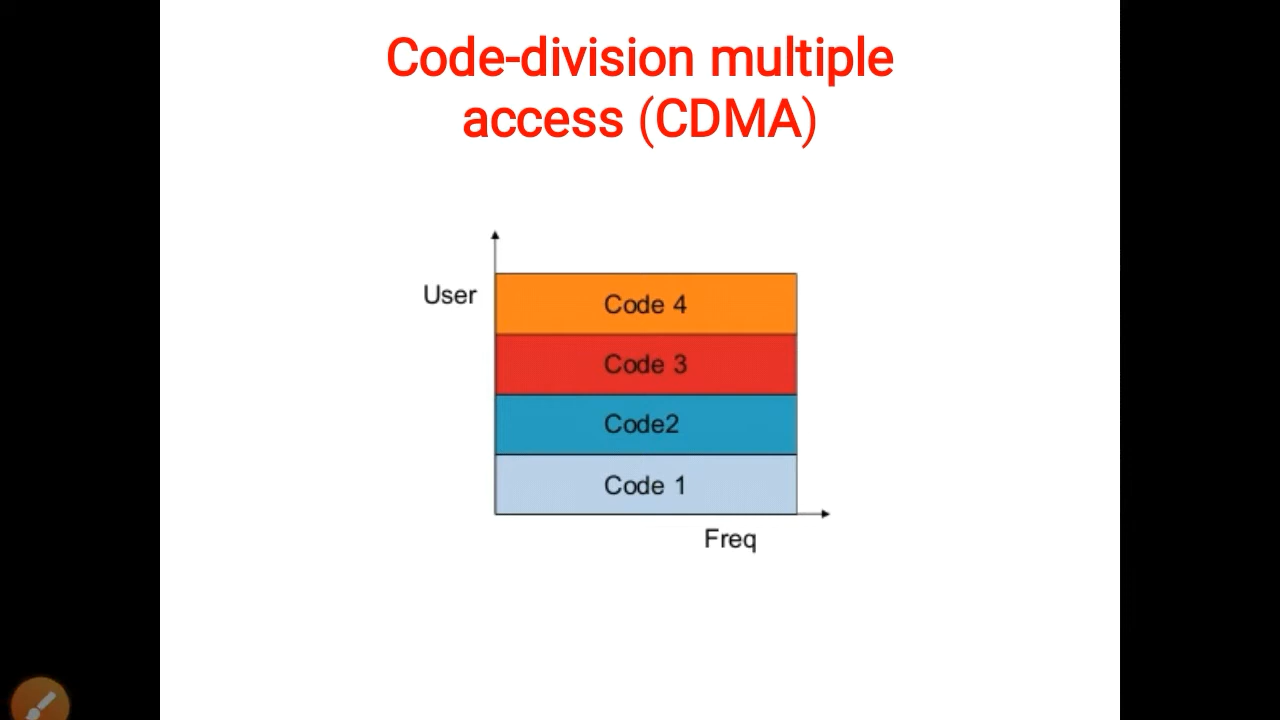 Code-division multiple
access (CDMA)
User
Code 4
Code 3
Code2
Code 1
Freq